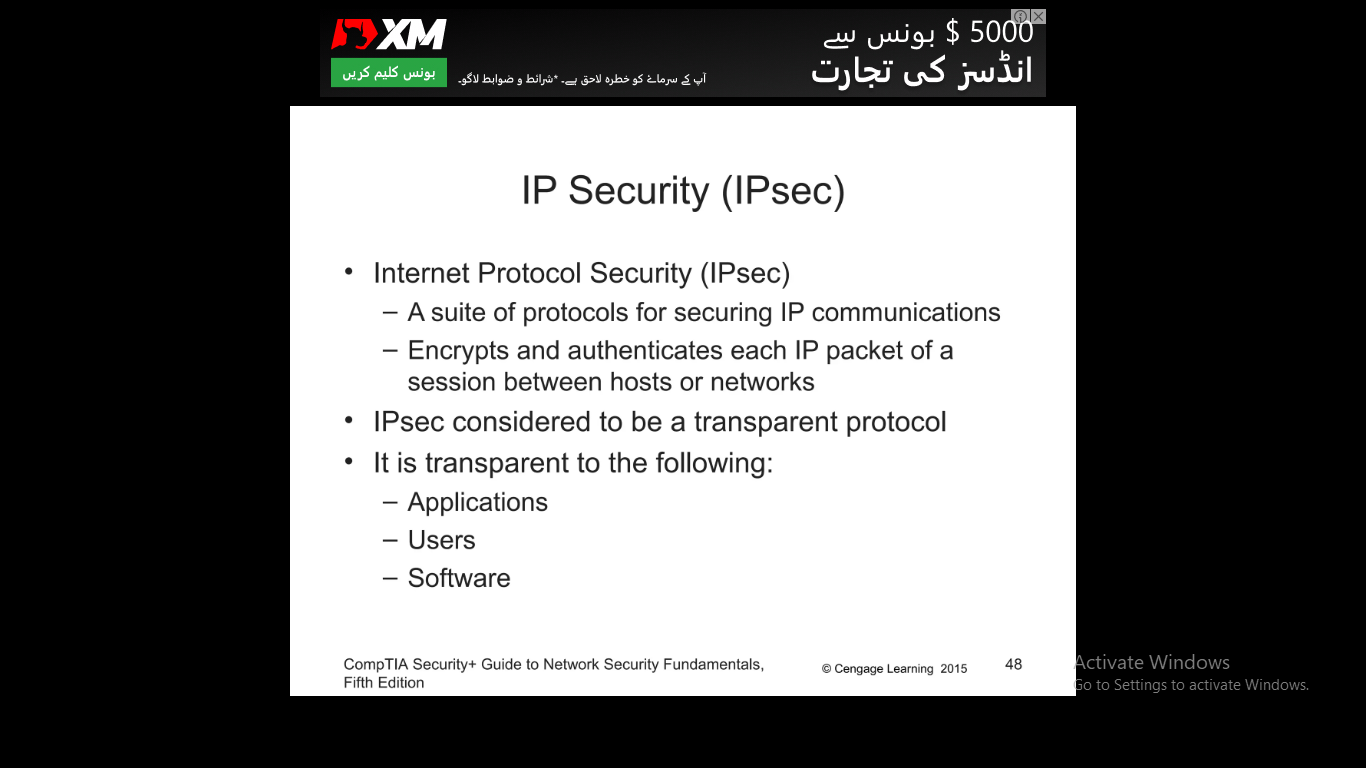 XM
5000 $ بونس سے
انڈسز کی تجارت
بونس کلیم کریں
آپ کے سرمائے کو خطرہ لاحق ہے۔ *شرائط و ضوابط لاگو۔
IP Security (IPsec)
• Internet Protocol Security (IPsec)
– A suite of protocols for securing IP communications
– Encrypts and authenticates each IP packet of a
session between hosts or networks
• IPsec considered to be a transparent protocol
• It is transparent to the following:
– Applications
– Users
– Software
CompTIA Security+ Guide to Network Security Fundamentals,
Fifth Edition
© Cengage Learning 2015
48
Activate Windows
Go to Settings to activate Windows.